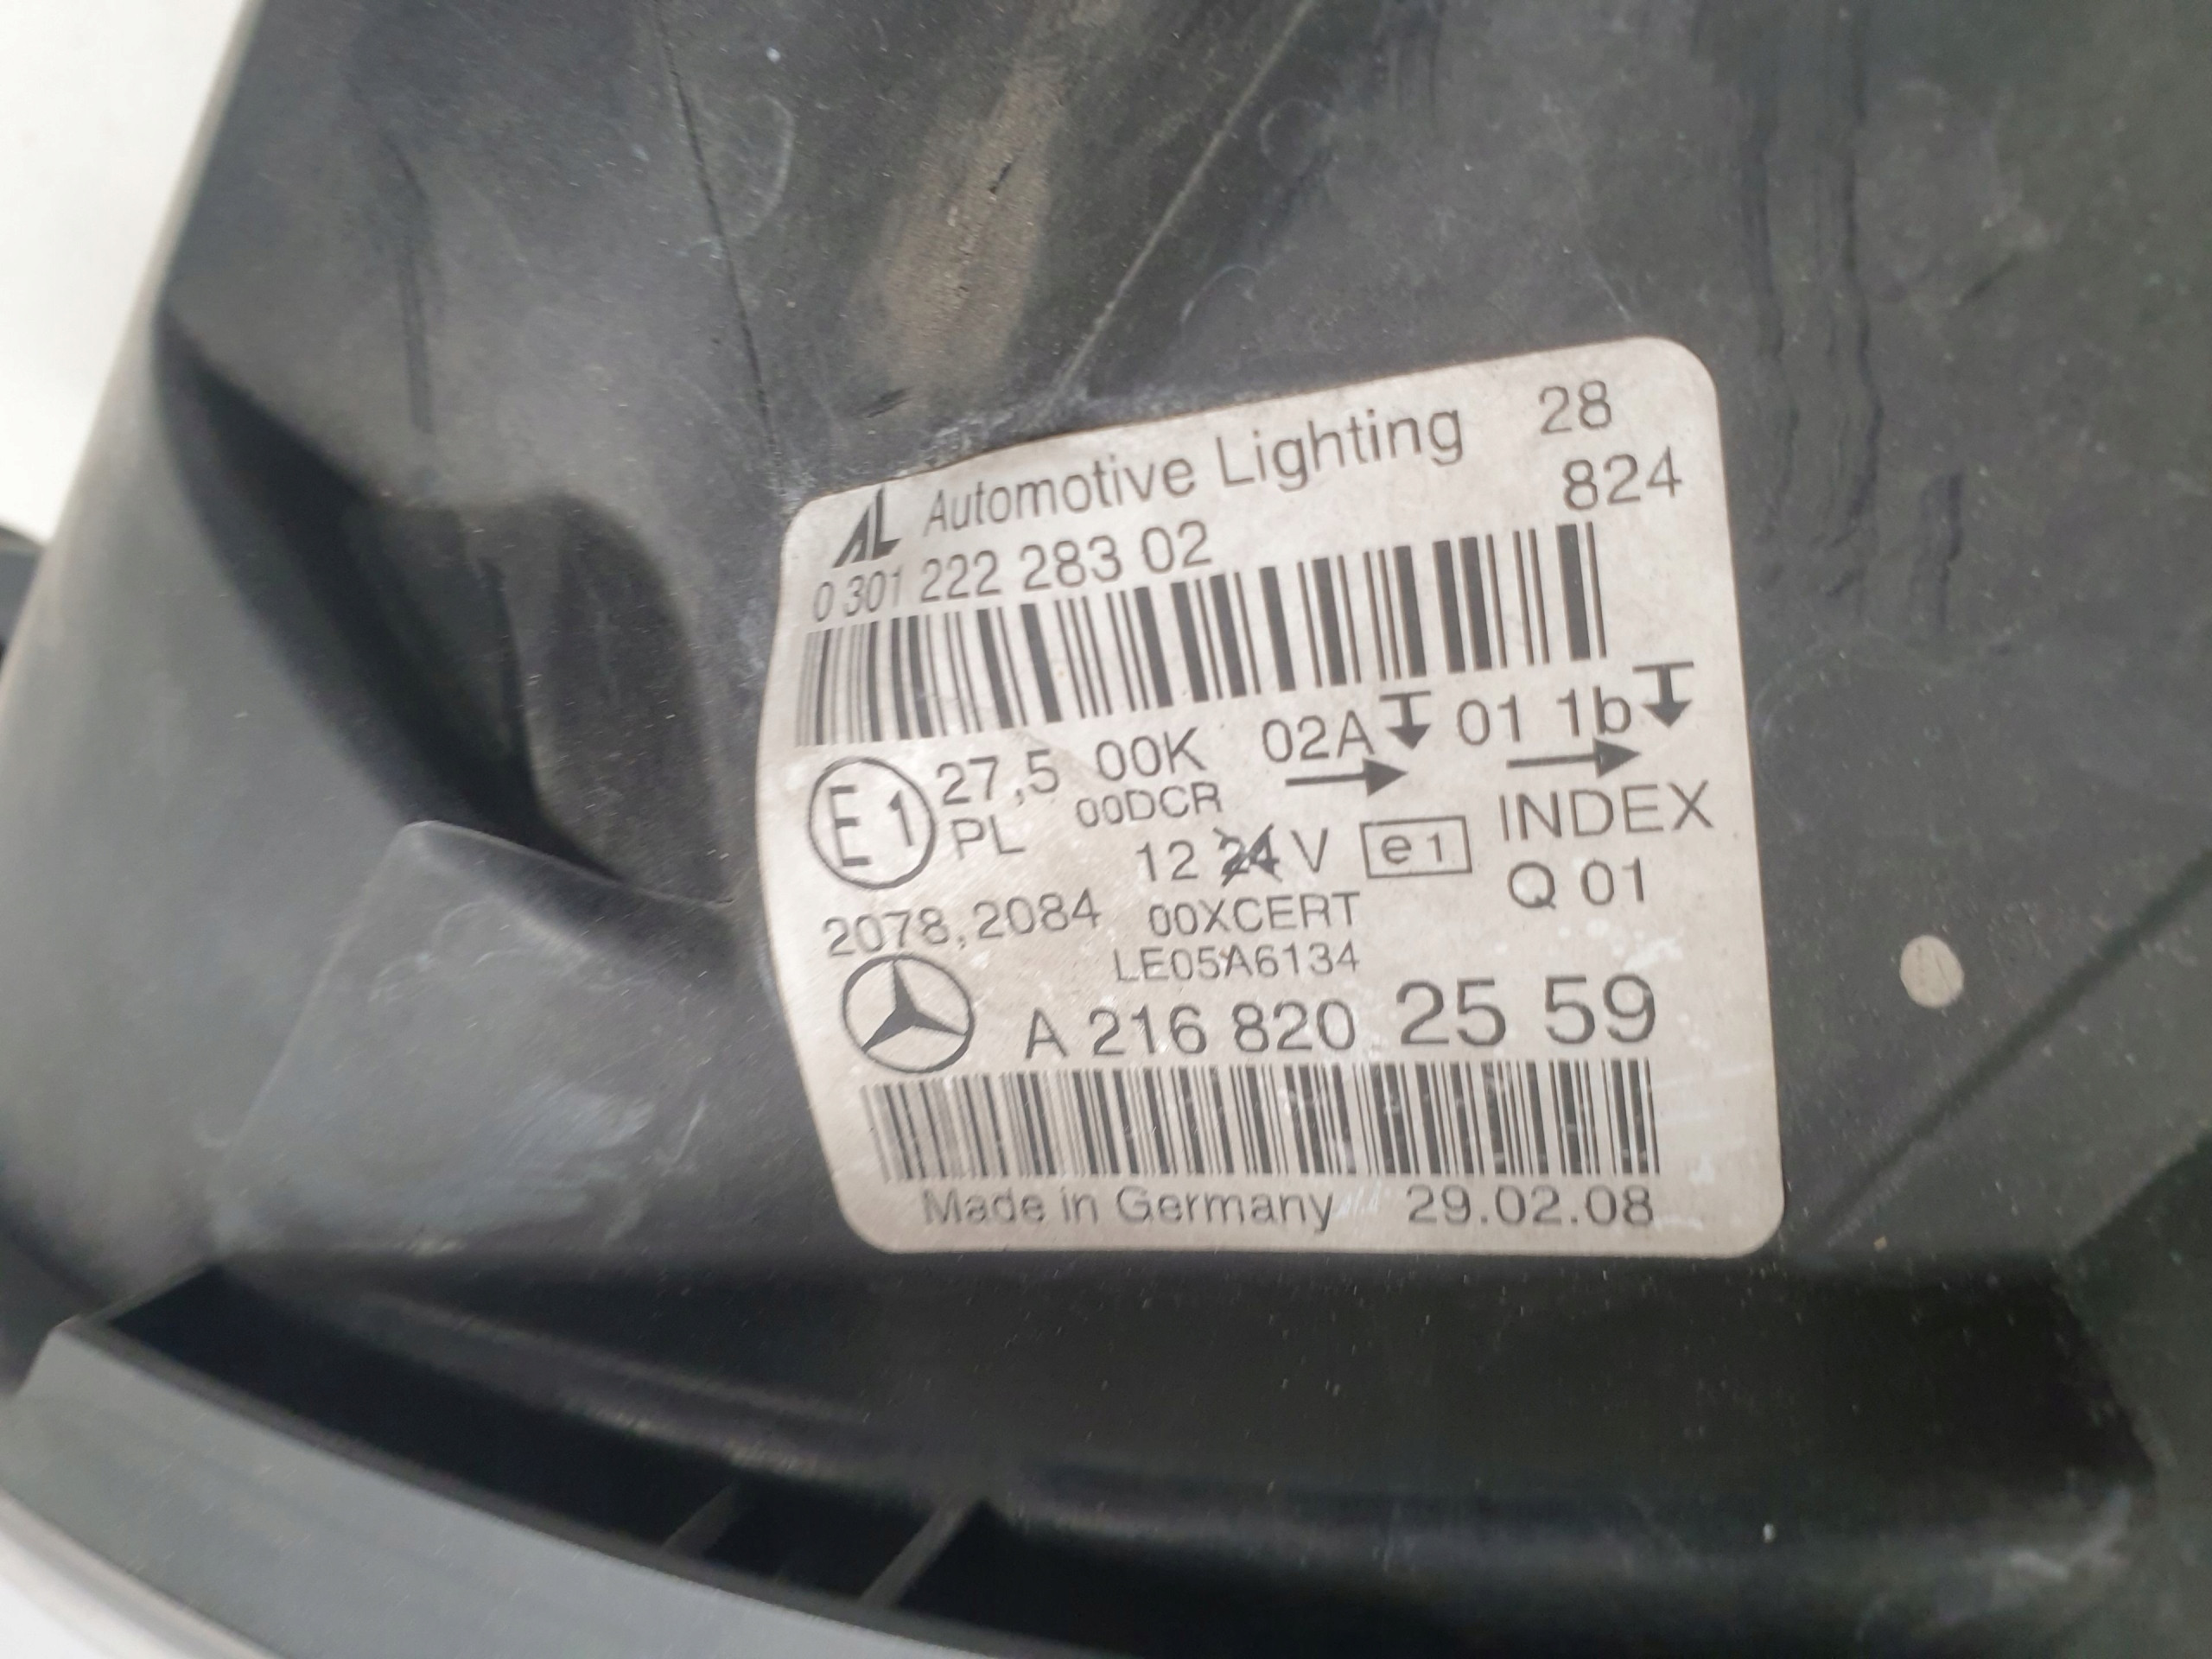 AL Automotive Lighting 28
824
0 301 222 283 02
E1 27,5 00K 02A 01 1b
PL 00DCR INDEX
12 24 V e1 Q 01
2078,2084 00XCERT
LE05A6134
A 216 820 25 59
Made in Germany 29.02.08